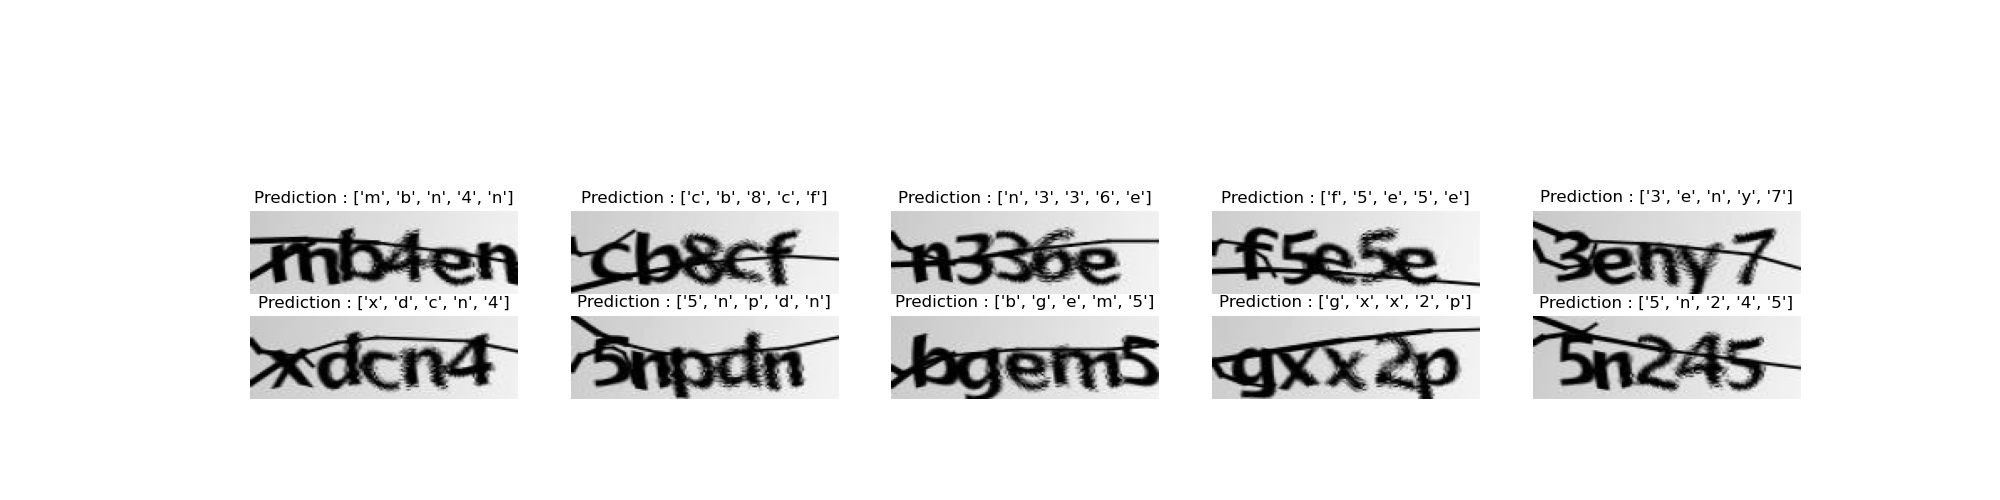 Prediction : ['m', 'b', 'n', '4', 'n'] Prediction : ['c', 'b', '8', 'c', 'f'] Prediction : ['n', '3', '3', '6', 'e'] Prediction : ['f', '5', 'e', '5', 'e'] Prediction : ['3', 'e', 'n', 'y', '7']
mb4en cb8cf n336e f5e5e 3eny7
Prediction : ['x', 'd', 'c', 'n', '4'] Prediction : ['5', 'n', 'p', 'd', 'n'] Prediction : ['b', 'g', 'e', 'm', '5'] Prediction : ['g', 'x', 'x', '2', 'p'] Prediction : ['5', 'n', '2', '4', '5']
xdcn4 5npdn bgem5 gxx2p 5n245